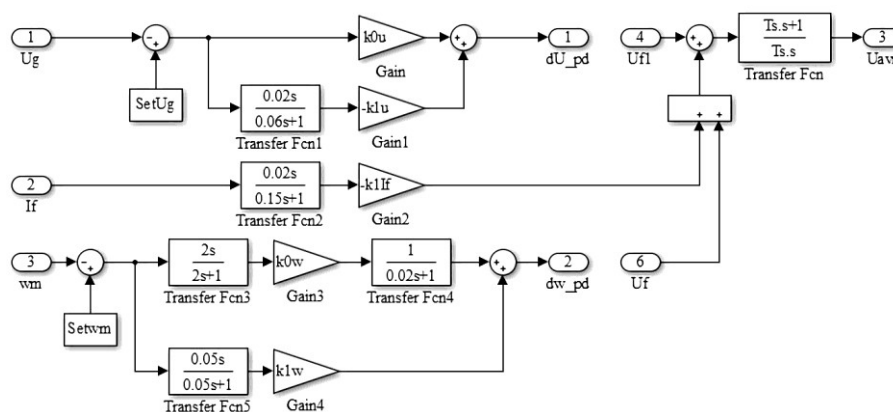 1
Ug
SetUg
k0u
Gain
1
dU_pd
0.02s
0.06s+1
Transfer Fcn1
-k1u
Gain1
2
If
0.02s
0.15s+1
Transfer Fcn2
-k1If
Gain2
3
wm
Setwm
2s
2s+1
Transfer Fcn3
k0w
Gain3
1
0.02s+1
Transfer Fcn4
2
dw_pd
0.05s
0.05s+1
Transfer Fcn5
k1w
Gain4
4
Uf1
Ts.s+1
Ts.s
Transfer Fcn
3
6
Uf